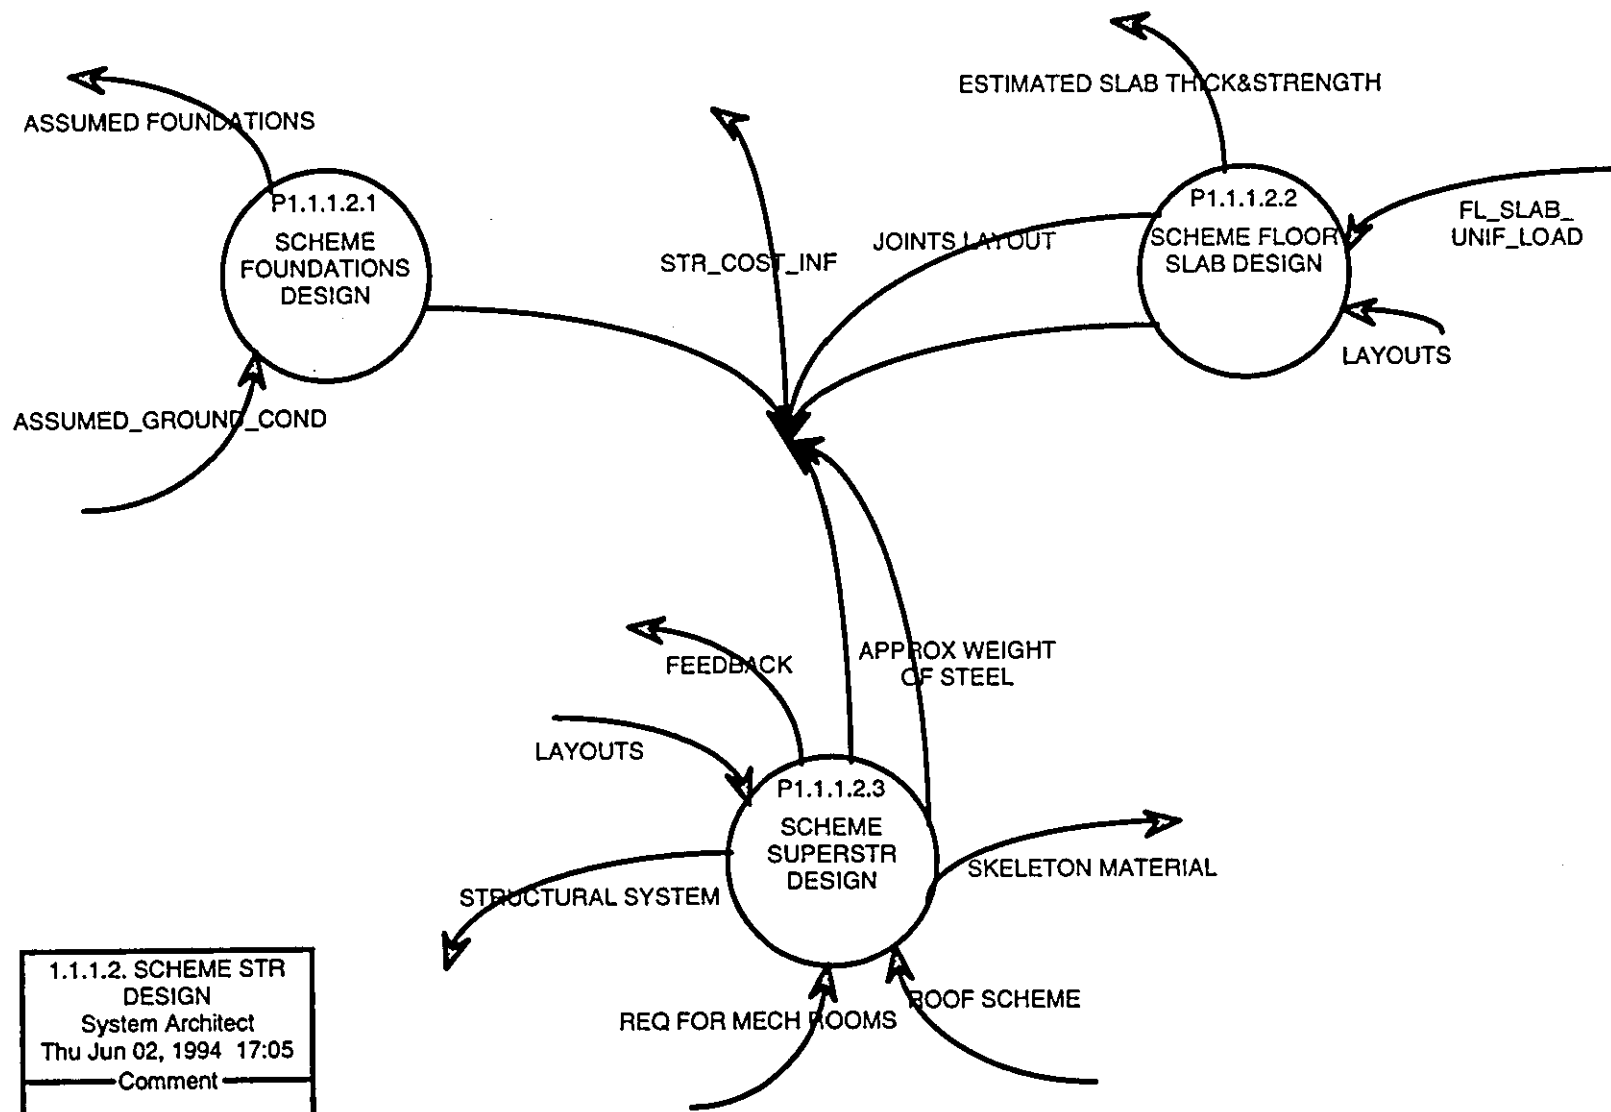 ESTIMATED SLAB THICK&STRENGTH
ASSUMED FOUNDATIONS
P1.1.1.2.1
SCHEME
FOUNDATIONS
DESIGN
STR_COST_INF
JOINTS LAYOUT
P1.1.1.2.2
SCHEME FLOOR
SLAB DESIGN
FL_SLAB_
UNIF_LOAD
LAYOUTS
ASSUMED_GROUND_COND
FEEDBACK
APPROX WEIGHT
OF STEEL
LAYOUTS
P1.1.1.2.3
SCHEME
SUPERSTR
DESIGN
SKELETON MATERIAL
STRUCTURAL SYSTEM
REQ FOR MECH ROOMS
ROOF SCHEME
1.1.1.2. SCHEME STR
DESIGN
System Architect
Thu Jun 02, 1994 17:05
Comment